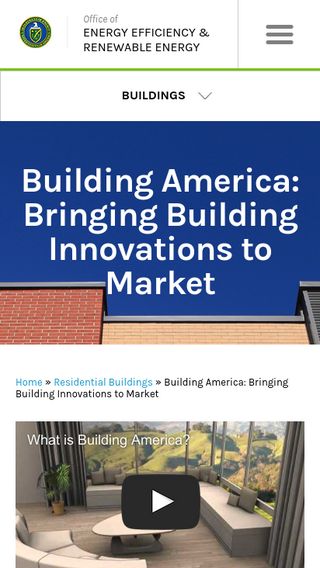 Office of
ENERGY EFFICIENCY &
RENEWABLE ENERGY
BUILDINGS
Building America:
Bringing Building
Innovations to
Market
Home » Residential Buildings » Building America: Bringing
Building Innovations to Market
What is Building America?